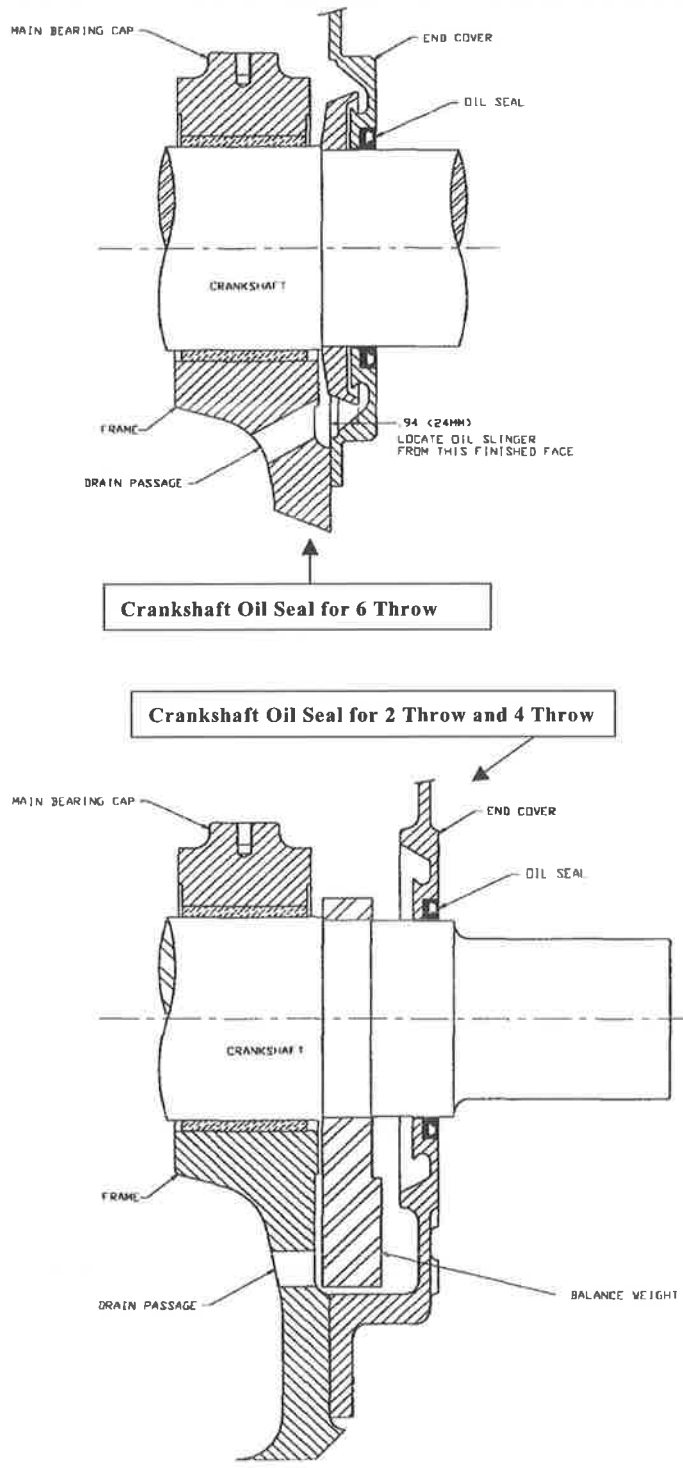 MAIN BEARING CAP
END COVER
OIL SEAL
CRANKSHAFT
.94 (24MM)
LOCATE OIL SLINGER
FROM THIS FINISHED FACE
FRAME
DRAIN PASSAGE
Crankshaft Oil Seal for 6 Throw
Crankshaft Oil Seal for 2 Throw and 4 Throw
MAIN BEARING CAP
END COVER
OIL SEAL
CRANKSHAFT
FRAME
DRAIN PASSAGE
BALANCE WEIGHT